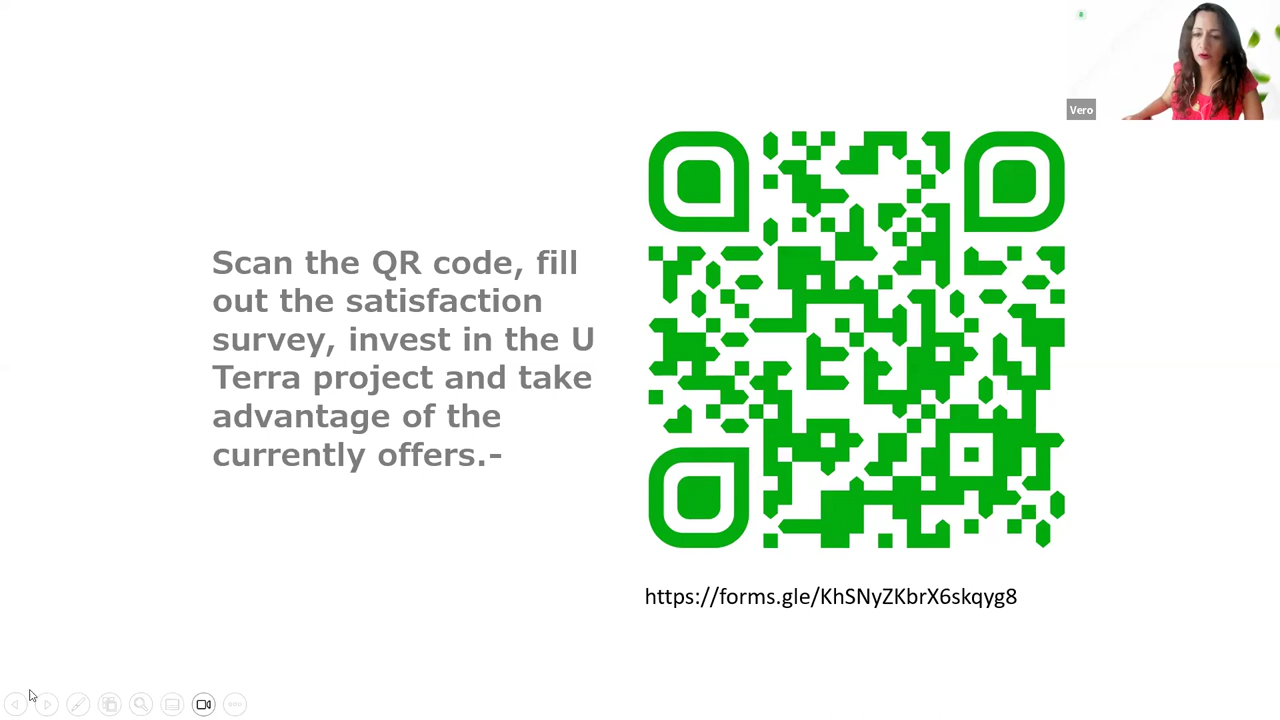 Vero
Scan the QR code, fill
out the satisfaction
survey, invest in the U
Terra project and take
advantage of the
currently offers.-
https://forms.gle/KhSNyZKbrX6skqyg8